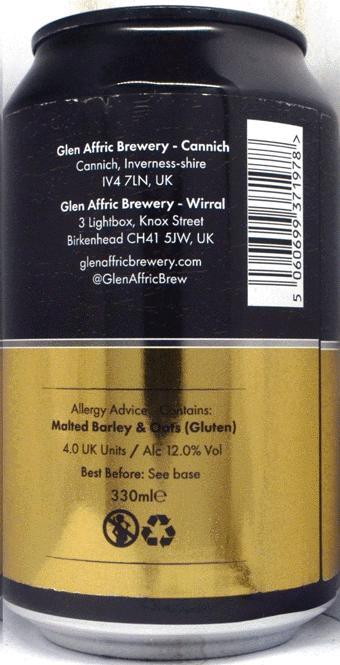 Glen Affric Brewery - Cannich
Cannich, Inverness-shire
IV4 7LN, UK
Glen Affric Brewery - Wirral
3 Lightbox, Knox Street
Birkenhead CH41 5JW, UK
glenaffricbrewery.com
@GlenAffricBrew
5 060699 371978 >
Allergy Advice - Contains:
Malted Barley & Oats (Gluten)
4.0 UK Units / Alc 12.0% Vol
Best Before: See base
330ml℮